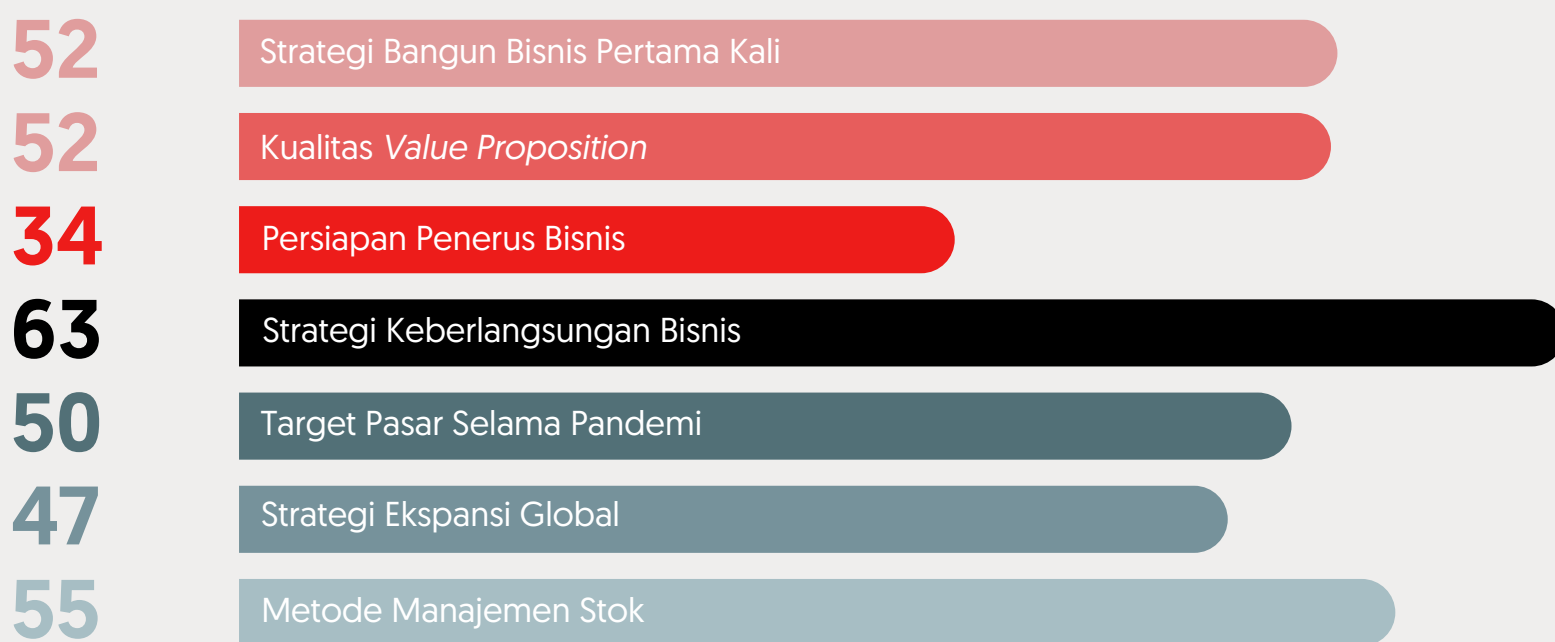 52 Strategi Bangun Bisnis Pertama Kali
52 Kualitas Value Proposition
34 Persiapan Penerus Bisnis
63 Strategi Keberlangsungan Bisnis
50 Target Pasar Selama Pandemi
47 Strategi Ekspansi Global
55 Metode Manajemen Stok